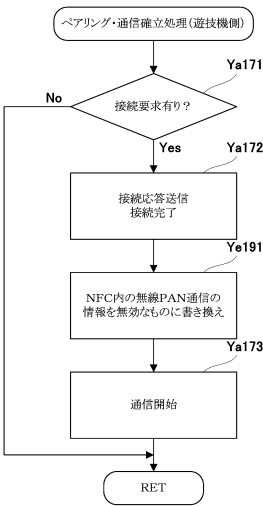 ペアリング・通信確立処理(遊技機側)
Ya171
接続要求有り?
No
Yes
Ya172
接続応答送信
接続完了
Ye191
NFC内の無線PAN通信の
情報を無効なものに書き換え
Ya173
通信開始
RET